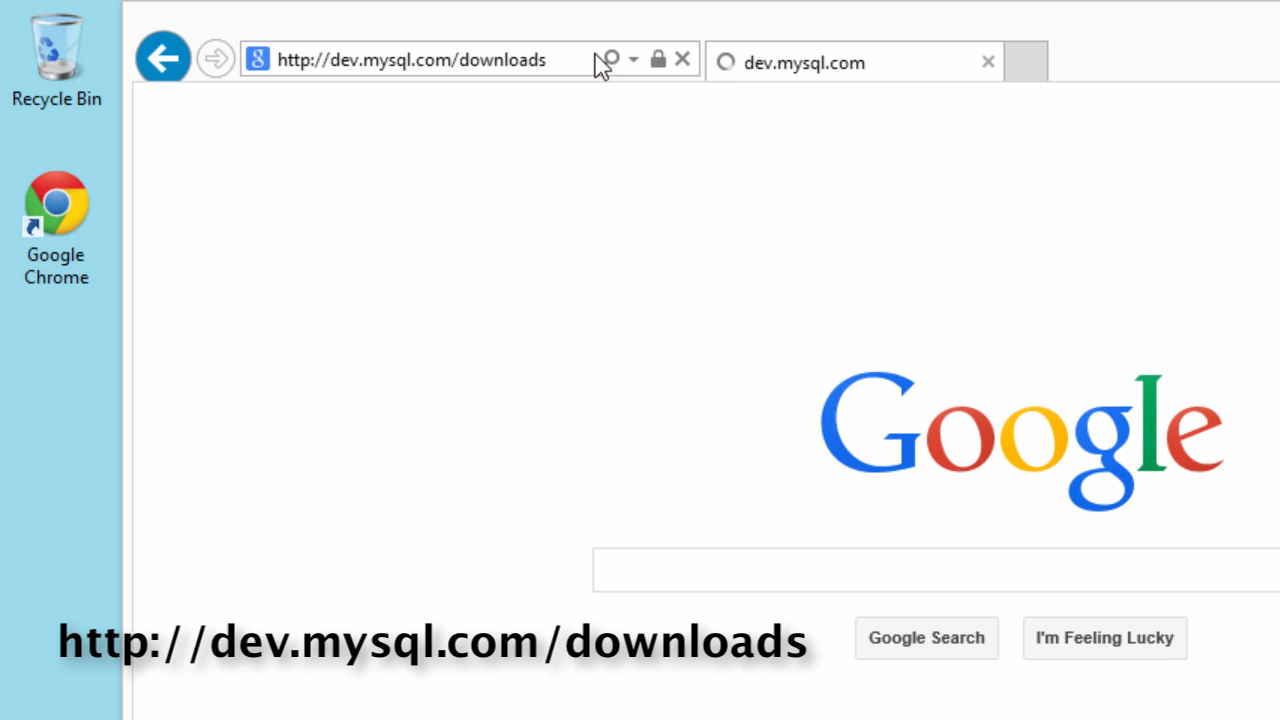 Recycle Bin
Google
Chrome
http://dev.mysql.com/downloads
dev.mysql.com
Google
Google Search
I'm Feeling Lucky
http://dev.mysql.com/downloads